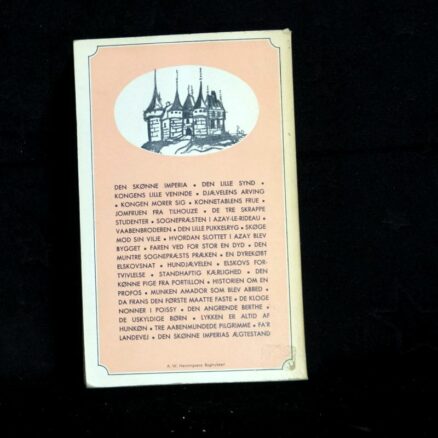 DEN SKØNNE IMPERIA • DEN LILLE SYND •
KONGENS LILLE VENINDE • DJÆVELENS ARVING
• KONGEN MORER SIG • KONNETABLENS FRUE •
JOMFRUEN FRA TILHOUZE • DE TRE SKRAPPE
STUDENTER • SOGNEPRÆSTEN I AZAY-LE-RIDEAU •
VAABENBRODEREN • DEN LILLE PUKKELRYG • SKØGE
MOD SIN VILJE • HVORDAN SLOTTET I AZAY BLEV
BYGGET • FAREN VED FOR STOR EN DYD • DEN
MUNTRE SOGNEPRÆSTS PRÆKEN • EN DYREKØBT
ELSKOVSNAT • HUNDJÆVELEN • ELSKOVS FOR-
TVIVLELSE • STANDHAFTIG KÆRLIGHED • DEN
KØNNE PIGE FRA PORTILLON • HISTORIEN OM EN
PROFOS • MUNKEN AMADOR SOM BLEV ABBED •
DA FRANS DEN FØRSTE MAATTE FASTE • DE KLOGE
NONNER I POISSY • DEN ANGRENDE BERTHE •
DE USKYLDIGE BØRN • LYKKEN ER ALTID AF
HUNKØN • TRE AABENMUNDEDE PILGRIMME • FA'R
LANDEVEJ • DEN SKØNNE IMPERIAS ÆGTESTAND
A. W. Henningsens Bogtrykkeri